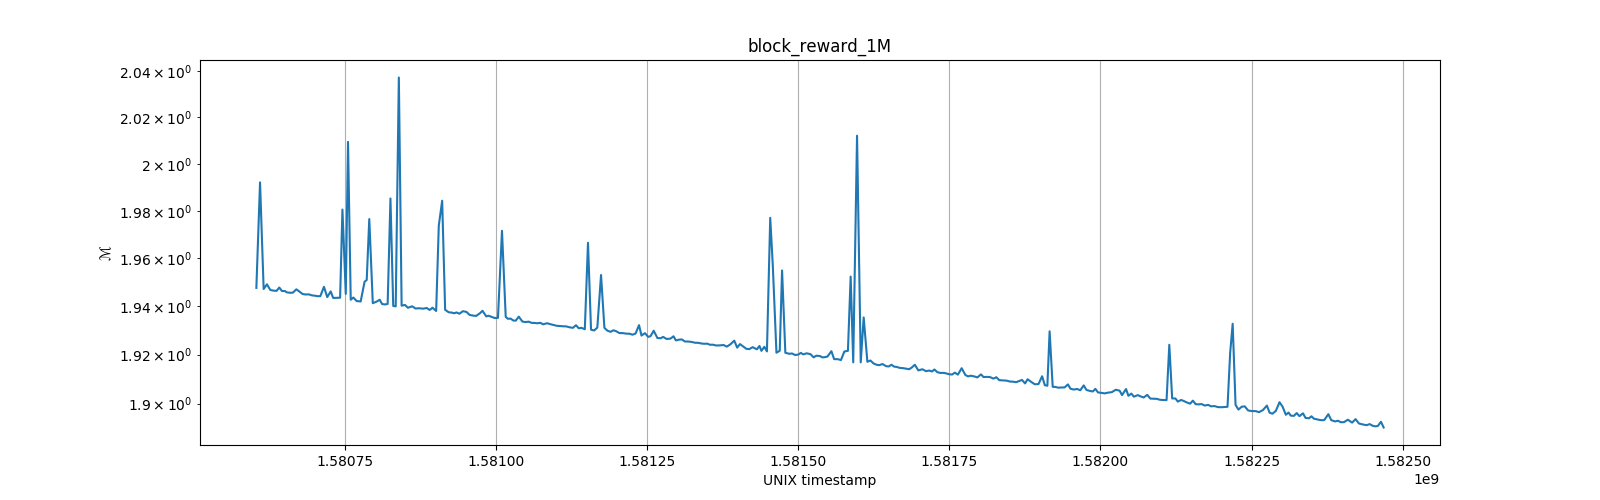 block_reward_1M
2.04 × 10⁰
2.02 × 10⁰
2 × 10⁰
1.98 × 10⁰
1.96 × 10⁰
1.94 × 10⁰
1.92 × 10⁰
1.9 × 10⁰
ℳ
1.58075 1.58100 1.58125 1.58150 1.58175 1.58200 1.58225 1.58250
UNIX timestamp
1e9